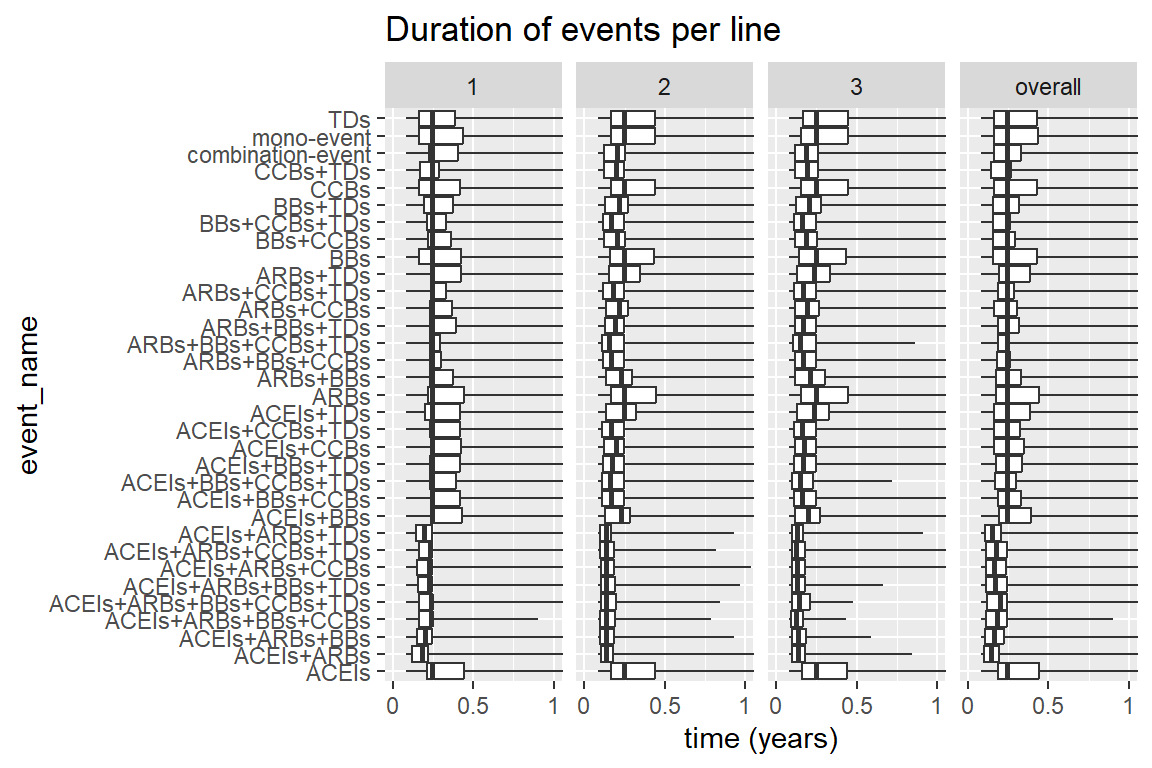 Duration of events per line
1 2 3 overall
event_name
TDs
mono-event
combination-event
CCBs+TDs
CCBs
BBs+TDs
BBs+CCBs+TDs
BBs+CCBs
BBs
ARBs+TDs
ARBs+CCBs+TDs
ARBs+CCBs
ARBs+BBs+TDs
ARBs+BBs+CCBs+TDs
ARBs+BBs+CCBs
ARBs+BBs
ARBs
ACEIs+TDs
ACEIs+CCBs+TDs
ACEIs+CCBs
ACEIs+BBs+TDs
ACEIs+BBs+CCBs+TDs
ACEIs+BBs+CCBs
ACEIs+BBs
ACEIs+ARBs+TDs
ACEIs+ARBs+CCBs+TDs
ACEIs+ARBs+CCBs
ACEIs+ARBs+BBs+TDs
ACEIs+ARBs+BBs+CCBs+TDs
ACEIs+ARBs+BBs+CCBs
ACEIs+ARBs+BBs
ACEIs+ARBs
ACEIs
0 0.5 1 0 0.5 1 0 0.5 1 0 0.5 1
time (years)